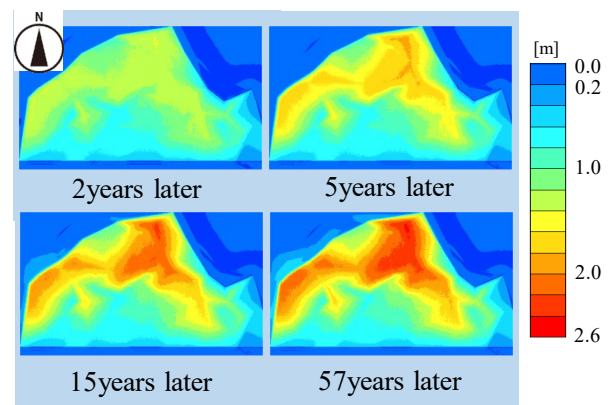 N
[m]
0.0
0.2
1.0
2.0
2.6
2years later
5years later
15years later
57years later